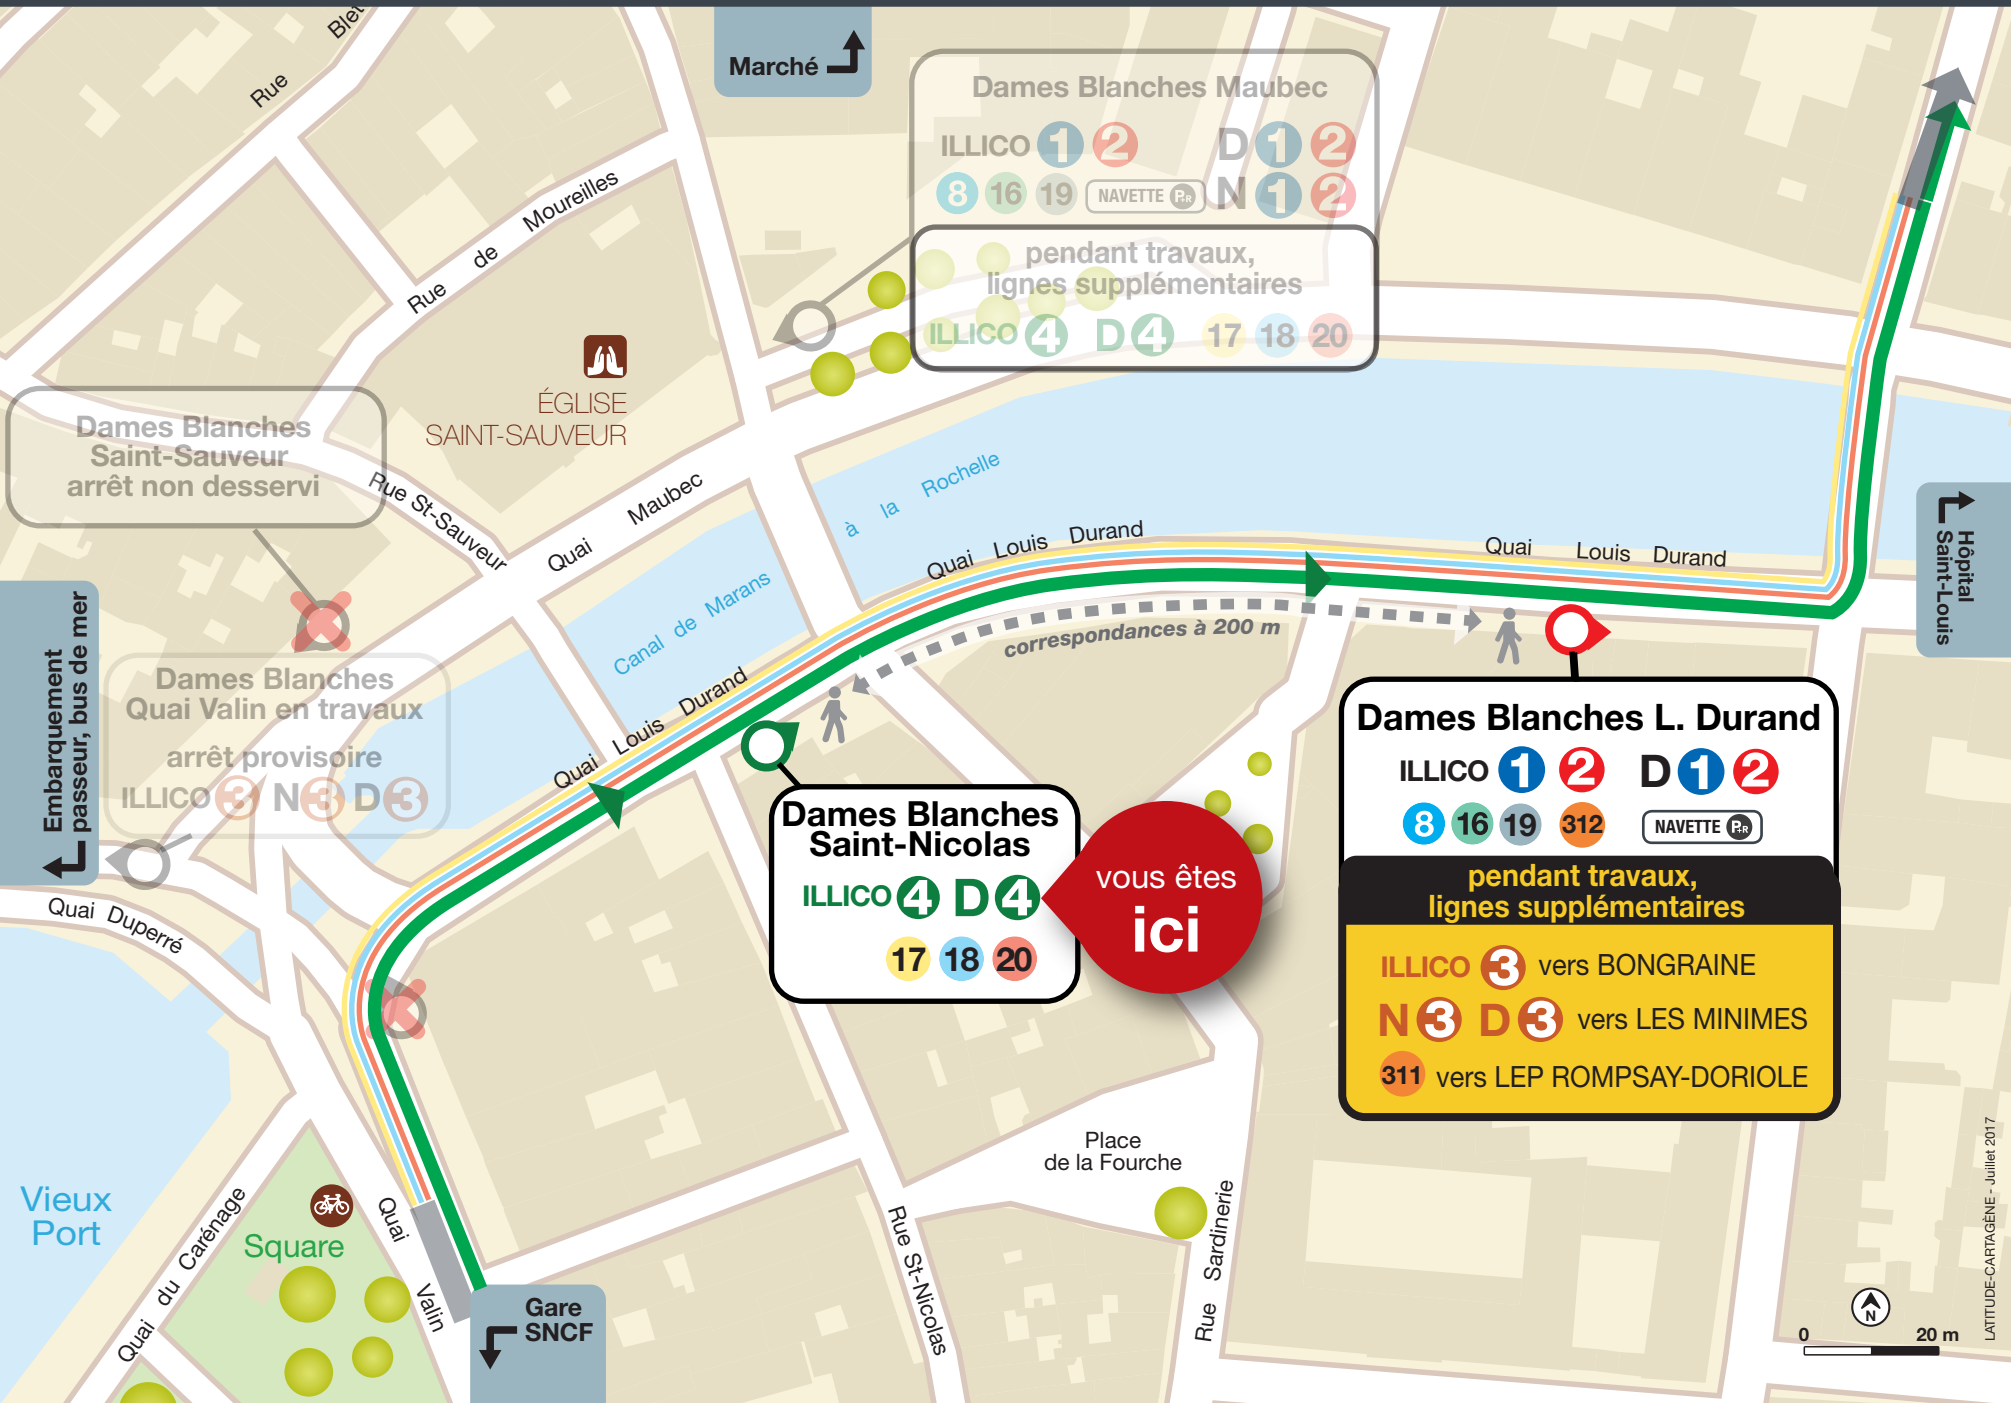 Marché
Rue Blet
Rue de Moureilles
Dames Blanches Maubec
ILLICO 1 2 D 1 2
8 16 19 NAVETTE P+R N 1 2
pendant travaux,
lignes supplémentaires
ILLICO 4 D 4 17 18 20
ÉGLISE
SAINT-SAUVEUR
Dames Blanches
Saint-Sauveur
arrêt non desservi
Rue St-Sauveur
Quai Maubec
à la Rochelle
Canal de Marans
Quai Louis Durand
Quai Louis Durand
Quai Louis Durand
Hôpital
Saint-Louis
correspondances à 200 m
Embarquement
passeur, bus de mer
Dames Blanches
Quai Valin en travaux
arrêt provisoire
ILLICO 3 N 3 D 3
Dames Blanches
Saint-Nicolas
ILLICO 4 D 4
17 18 20
vous êtes
ici
Dames Blanches L. Durand
ILLICO 1 2 D 1 2
8 16 19 312 NAVETTE P+R
pendant travaux,
lignes supplémentaires
ILLICO 3 vers BONGRAINE
N 3 D 3 vers LES MINIMES
311 vers LEP ROMPSAY-DORIOLE
Quai Duperré
Vieux
Port
Quai du Carénage
Square
Quai Valin
Gare
SNCF
Rue St-Nicolas
Place
de la Fourche
Rue Sardinerie
N
0 20 m
LATITUDE-CARTAGÈNE - Juillet 2017